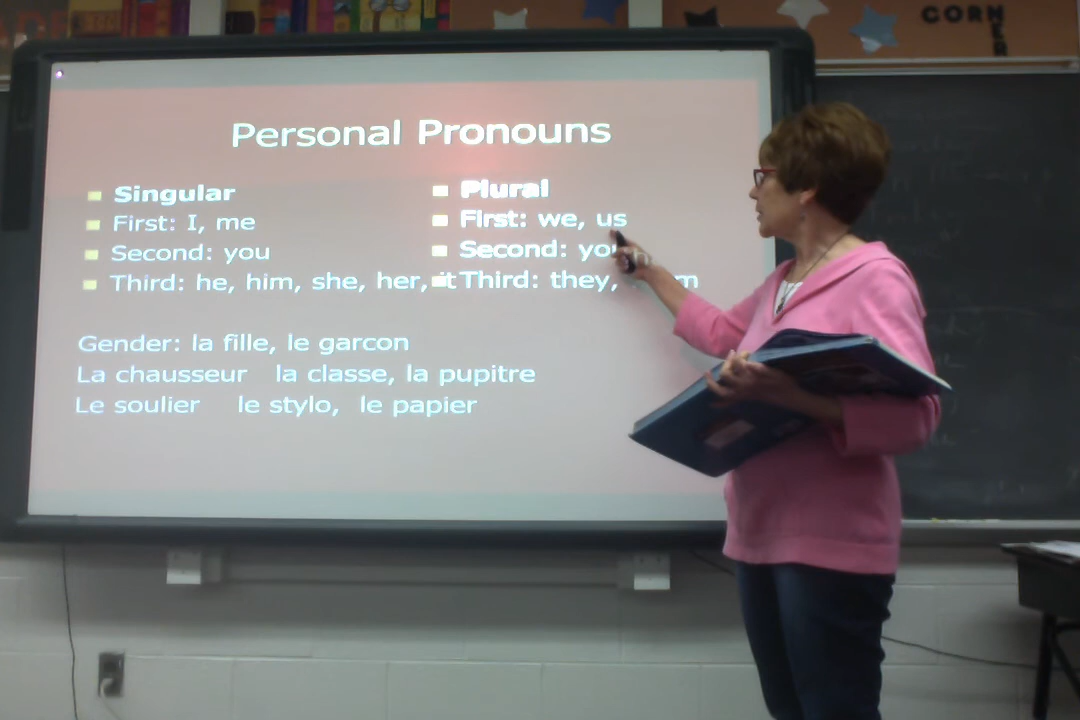 CORNER
Personal Pronouns
Singular
First: I, me
Second: you
Third: he, him, she, her, it
Plural
First: we, us
Second: you
Third: they,
Gender: la fille, le garcon
La chausseur la classe, la pupitre
Le soulier le stylo, le papier